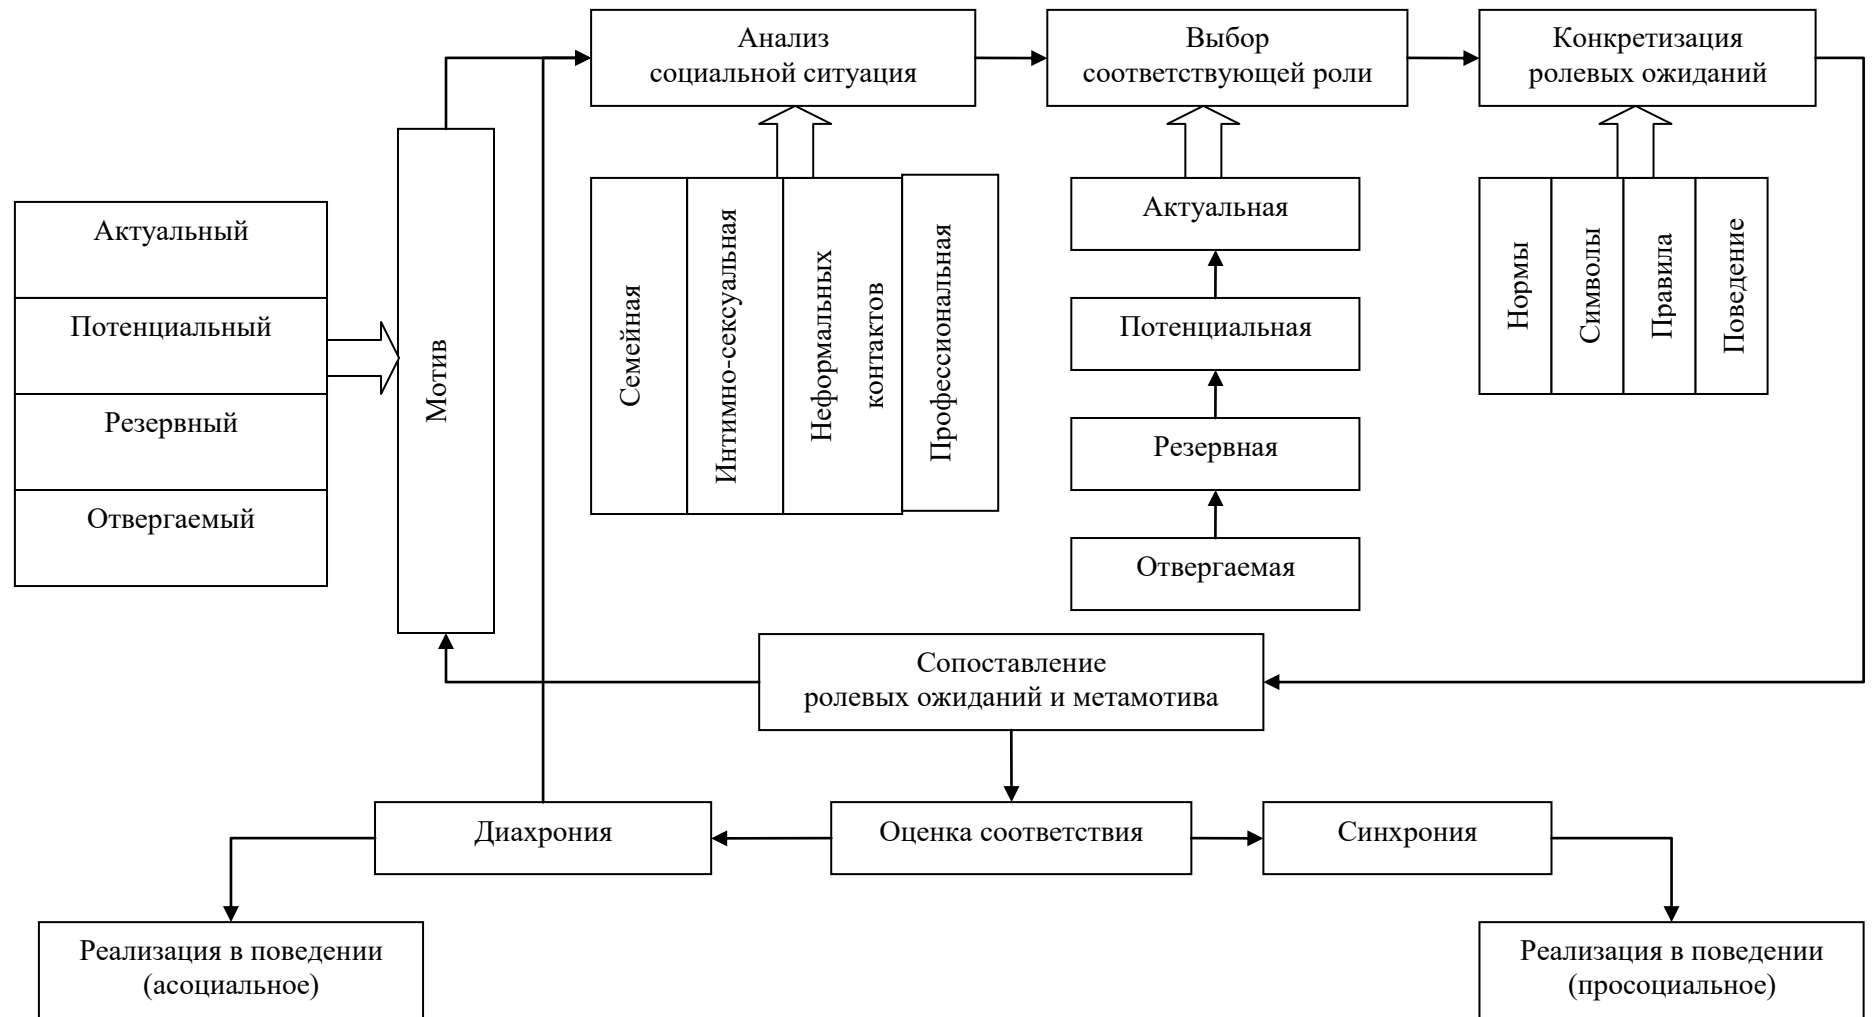 Анализ
социальной ситуация
Выбор
соответствующей роли
Конкретизация
ролевых ожиданий
Актуальный
Потенциальный
Резервный
Отвергаемый
Мотив
Семейная
Интимно-сексуальная
Неформальных
контактов
Профессиональная
Актуальная
Потенциальная
Резервная
Отвергаемая
Нормы
Символы
Правила
Поведение
Сопоставление
ролевых ожиданий и метамотива
Диахрония
Оценка соответствия
Синхрония
Реализация в поведении
(асоциальное)
Реализация в поведении
(просоциальное)